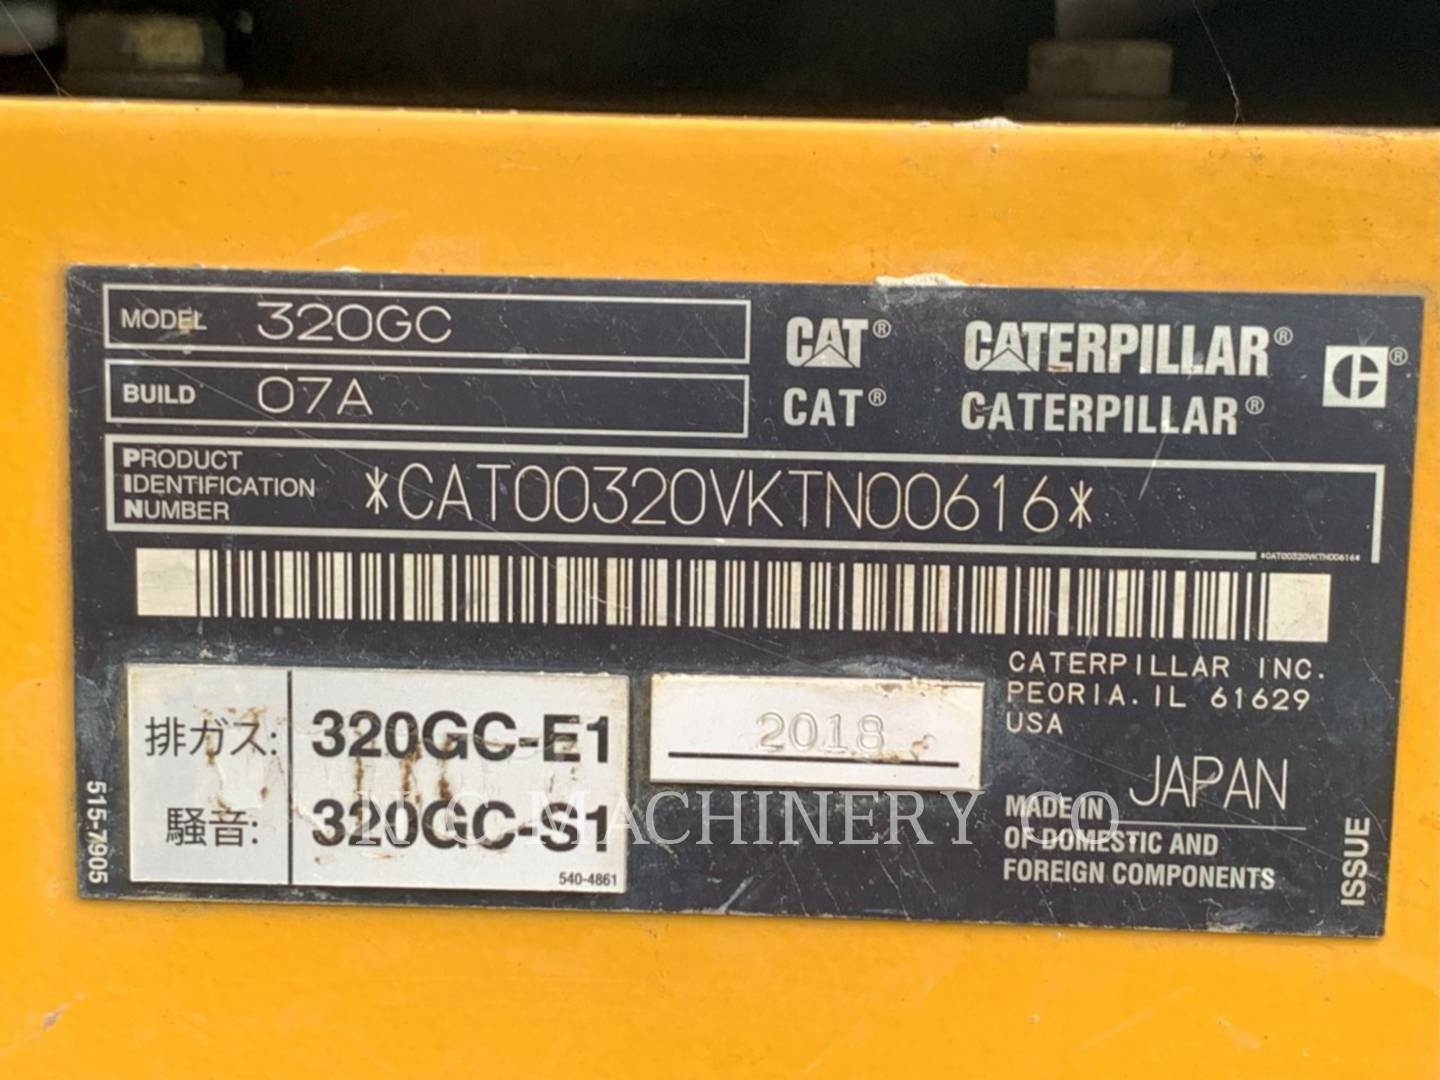 MODEL 320GC
BUILD 07A
CAT® CATERPILLAR®
CAT® CATERPILLAR®
PRODUCT
IDENTIFICATION
NUMBER
*CAT00320VKTN00616*
*CAT00320VKTN00616*
CATERPILLAR INC.
PEORIA. IL 61629
USA
排ガス: 320GC-E1
騒音: 320GC-S1
540-4861
2018
MADE IN JAPAN
OF DOMESTIC AND
FOREIGN COMPONENTS
515-7905
ISSUE
N C MACHINERY CO